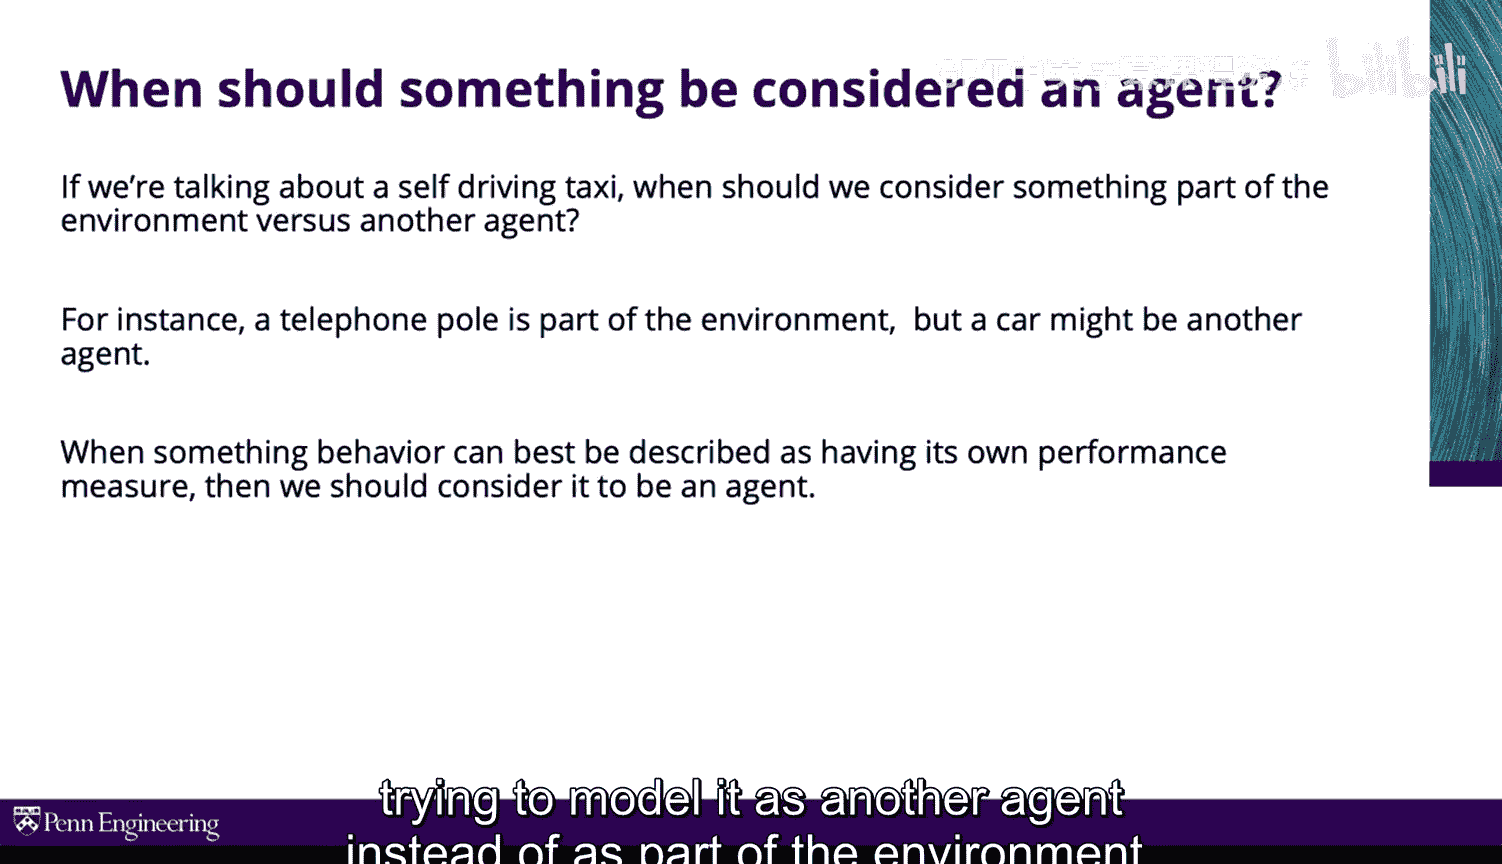 When should something be considered an agent?
bilibili
If we're talking about a self driving taxi, when should we consider something part of the
environment versus another agent?
For instance, a telephone pole is part of the environment,  but a car might be another
agent.
When something behavior can best be described as having its own performance
measure, then we should consider it to be an agent.
trying to model it as another agent
instead of as part of the environment
Penn Engineering